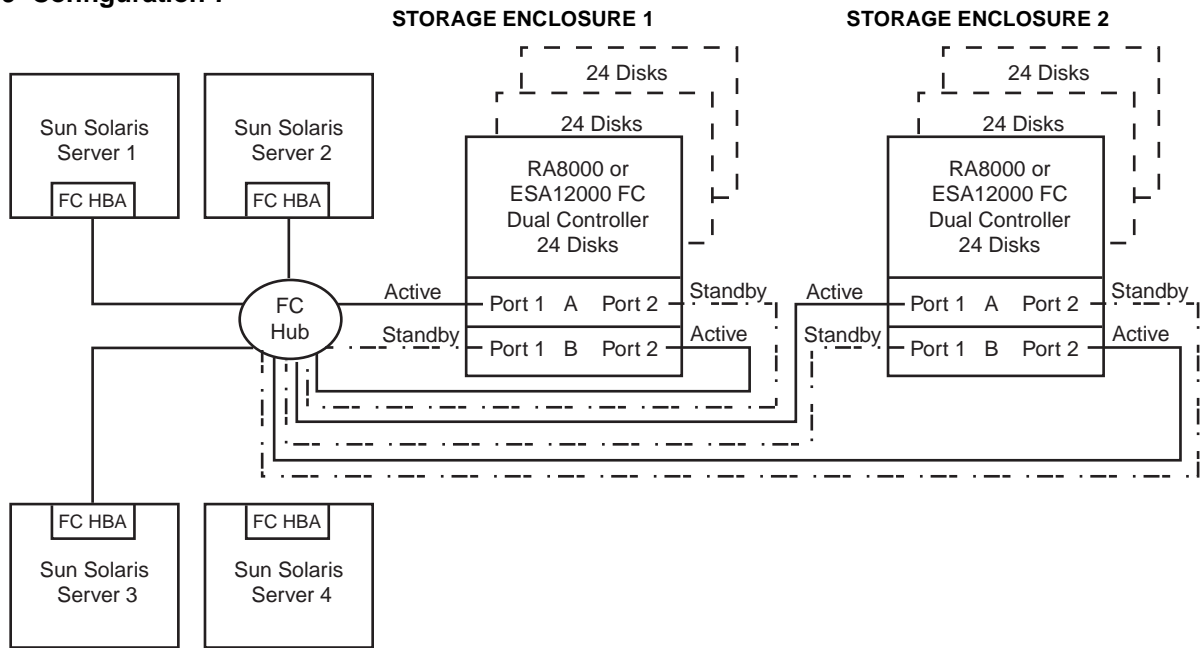 Configuration 7
STORAGE ENCLOSURE 1
STORAGE ENCLOSURE 2
Sun Solaris
Server 1
FC HBA
Sun Solaris
Server 2
FC HBA
24 Disks
24 Disks
RA8000 or
ESA12000 FC
Dual Controller
24 Disks
24 Disks
24 Disks
RA8000 or
ESA12000 FC
Dual Controller
24 Disks
FC
Hub
Active
Port 1 A Port 2
Standby
Standby
Port 1 B Port 2
Active
Active
Port 1 A Port 2
Standby
Standby
Port 1 B Port 2
Active
FC HBA
Sun Solaris
Server 3
FC HBA
Sun Solaris
Server 4